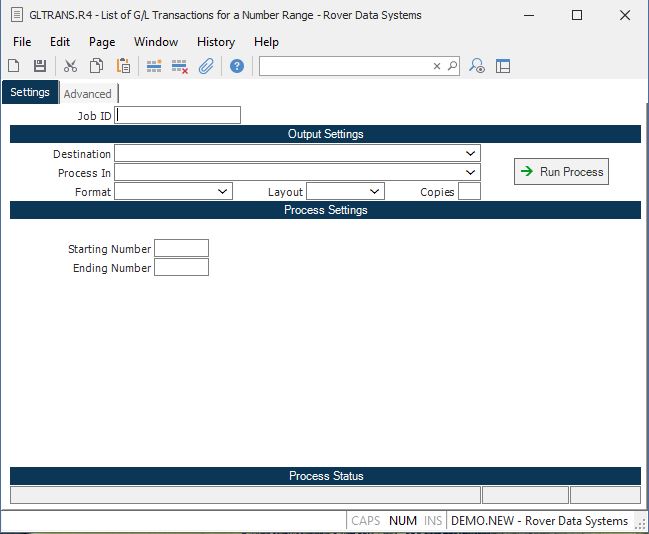 GLTRANS.R4 - List of G/L Transactions for a Number Range - Rover Data Systems
File Edit Page Window History Help
Settings Advanced
Job ID
Output Settings
Destination
Process In
Run Process
Format Layout Copies
Process Settings
Starting Number
Ending Number
Process Status
CAPS NUM INS DEMO.NEW - Rover Data Systems